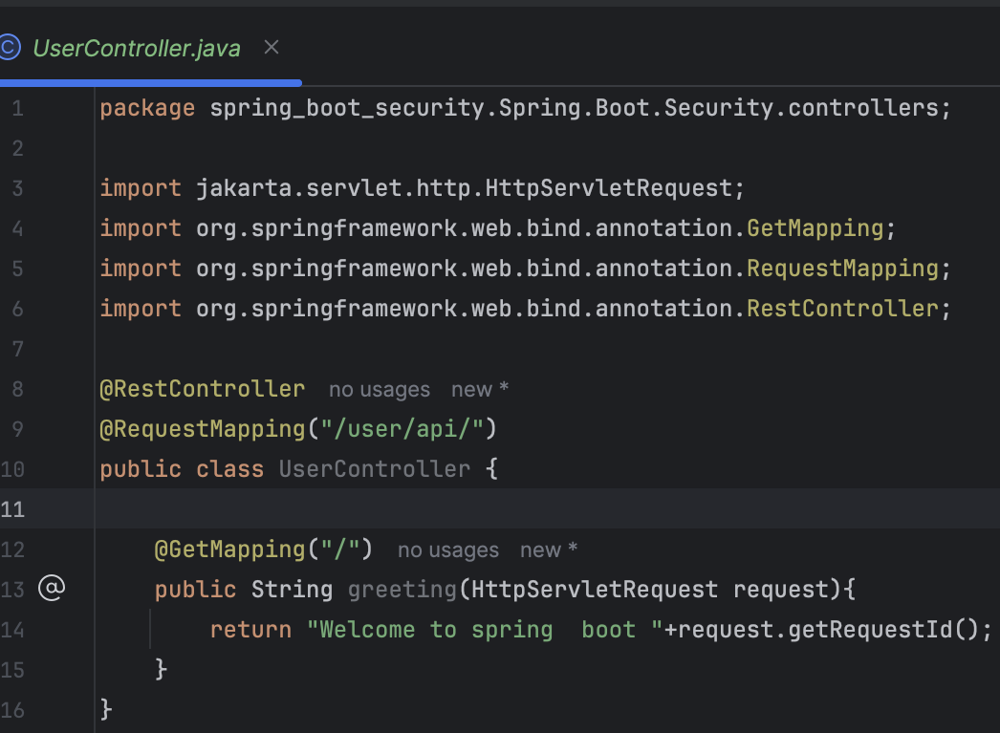 C UserController.java ×
1 package spring_boot_security.Spring.Boot.Security.controllers;
2
3 import jakarta.servlet.http.HttpServletRequest;
4 import org.springframework.web.bind.annotation.GetMapping;
5 import org.springframework.web.bind.annotation.RequestMapping;
6 import org.springframework.web.bind.annotation.RestController;
7
8 @RestController no usages new *
9 @RequestMapping("/user/api/")
10 public class UserController {
11
12     @GetMapping("/") no usages new *
13 @     public String greeting(HttpServletRequest request){
14         return "Welcome to spring  boot "+request.getRequestId();
15     }
16 }